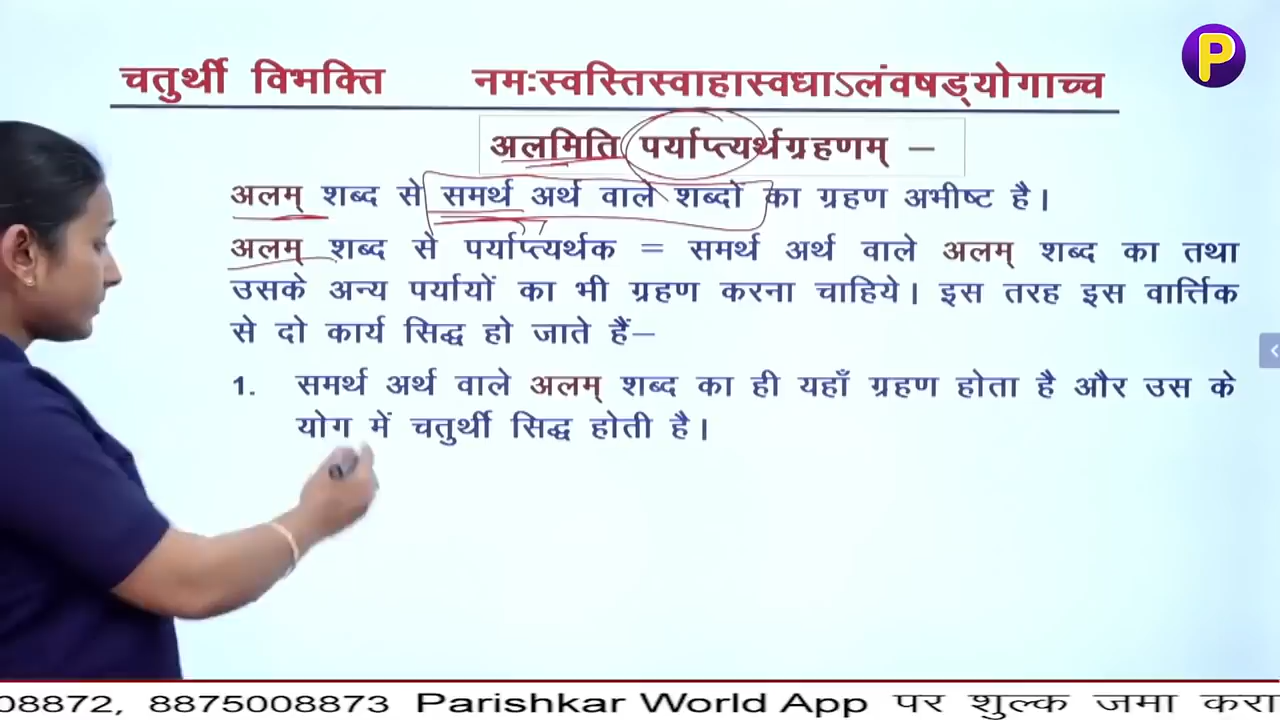 P
चतुर्थी विभक्ति नमःस्वस्तिस्वाहास्वधाऽलंवषड्योगाच्च
अलमिति पर्याप्त्यर्थग्रहणम् –
अलम् शब्द से समर्थ अर्थ वाले शब्दों का ग्रहण अभीष्ट है।
अलम् शब्द से पर्याप्त्यर्थक = समर्थ अर्थ वाले अलम् शब्द का तथा
उसके अन्य पर्यायों का भी ग्रहण करना चाहिये। इस तरह इस वार्त्तिक
से दो कार्य सिद्ध हो जाते हैं–
1. समर्थ अर्थ वाले अलम् शब्द का ही यहाँ ग्रहण होता है और उस के
योग में चतुर्थी सिद्ध होती है।
08872, 8875008873 Parishkar World App पर शुल्क जमा करा